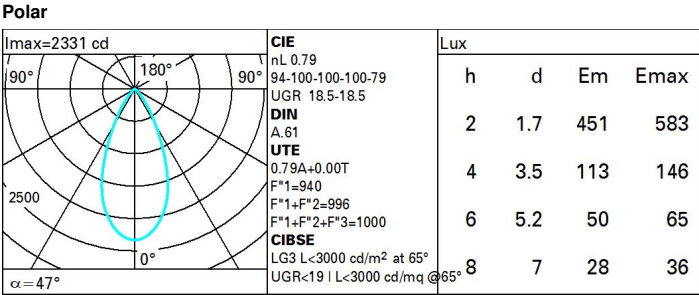 Polar
Imax=2331 cd
90°
180°
90°
2500
0°
α=47°
CIE
nL 0.79
94-100-100-100-79
UGR 18.5-18.5
DIN
A.61
UTE
0.79A+0.00T
F"1=940
F"1+F"2=996
F"1+F"2+F"3=1000
CIBSE
LG3 L<3000 cd/m² at 65°
UGR<19 | L<3000 cd/mq @65°
Lux
h d Em Emax
2 1.7 451 583
4 3.5 113 146
6 5.2 50 65
8 7 28 36